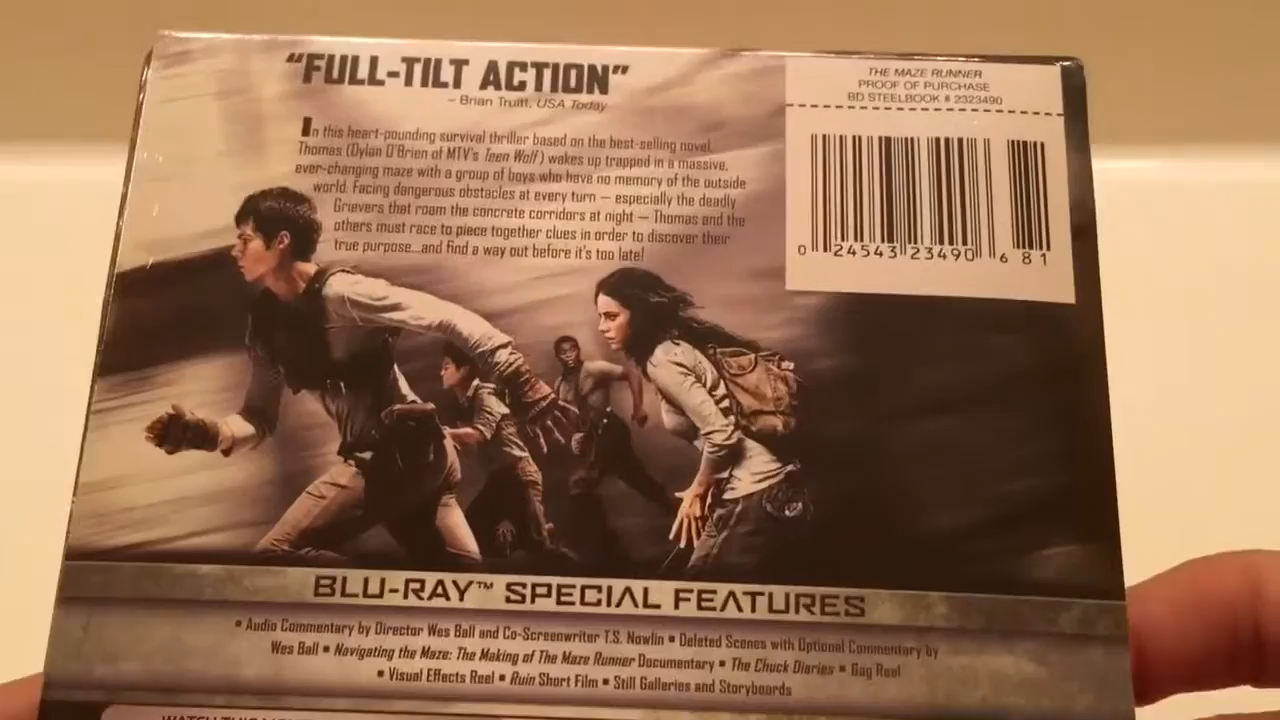 “FULL-TILT ACTION”
– Brian Truitt, USA Today
In this heart-pounding survival thriller based on the best-selling novel,
Thomas (Dylan O'Brien of MTV's Teen Wolf) wakes up trapped in a massive,
ever-changing maze with a group of boys who have no memory of the outside
world. Facing dangerous obstacles at every turn — especially the deadly
Grievers that roam the concrete corridors at night — Thomas and the
others must race to piece together clues in order to discover their
true purpose...and find a way out before it's too late!
THE MAZE RUNNER
PROOF OF PURCHASE
BD STEELBOOK # 2323490
0 24543 23490 6 81
BLU-RAY™ SPECIAL FEATURES
▪ Audio Commentary by Director Wes Ball and Co-Screenwriter T.S. Nowlin ▪ Deleted Scenes with Optional Commentary by
Wes Ball ▪ Navigating the Maze: The Making of The Maze Runner Documentary ▪ The Chuck Diaries ▪ Gag Reel
▪ Visual Effects Reel ▪ Ruin Short Film ▪ Still Galleries and Storyboards
WATCH THIS